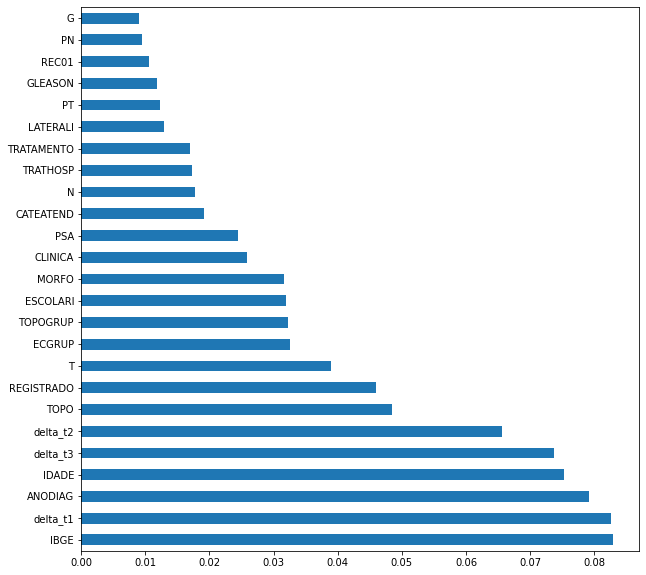 G
PN
REC01
GLEASON
PT
LATERALI
TRATAMENTO
TRATHOSP
N
CATEATEND
PSA
CLINICA
MORFO
ESCOLARI
TOPOGRUP
ECGRUP
T
REGISTRADO
TOPO
delta_t2
delta_t3
IDADE
ANODIAG
delta_t1
IBGE
0.00 0.01 0.02 0.03 0.04 0.05 0.06 0.07 0.08